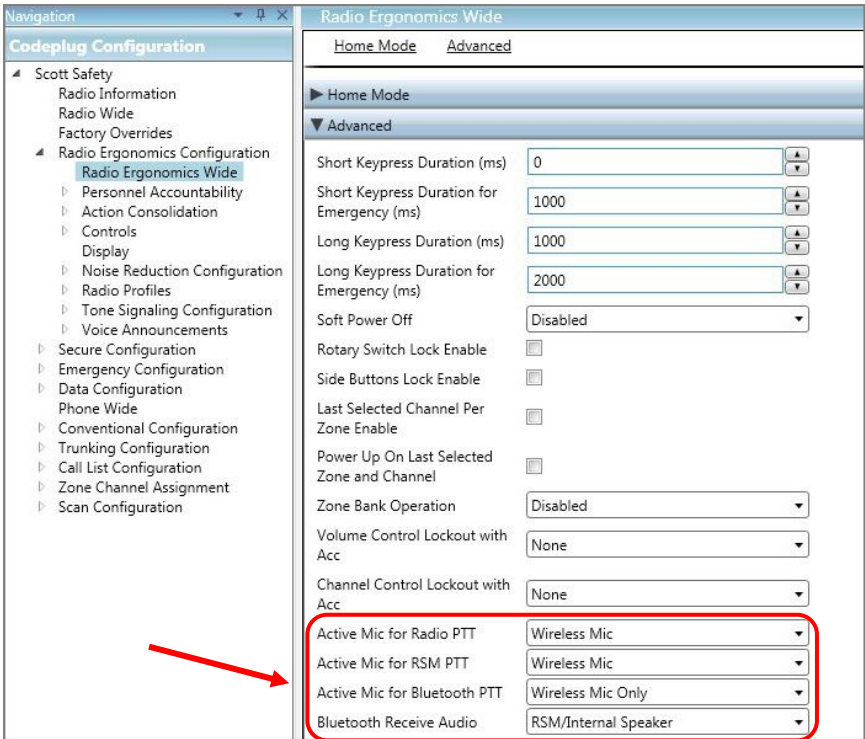 Navigation
Codeplug Configuration
Scott Safety
Radio Information
Radio Wide
Factory Overrides
Radio Ergonomics Configuration
Radio Ergonomics Wide
Personnel Accountability
Action Consolidation
Controls
Display
Noise Reduction Configuration
Radio Profiles
Tone Signaling Configuration
Voice Announcements
Secure Configuration
Emergency Configuration
Data Configuration
Phone Wide
Conventional Configuration
Trunking Configuration
Call List Configuration
Zone Channel Assignment
Scan Configuration
Radio Ergonomics Wide
Home Mode Advanced
Home Mode
Advanced
Short Keypress Duration (ms) 0
Short Keypress Duration for
Emergency (ms) 1000
Long Keypress Duration (ms) 1000
Long Keypress Duration for
Emergency (ms) 2000
Soft Power Off Disabled
Rotary Switch Lock Enable
Side Buttons Lock Enable
Last Selected Channel Per
Zone Enable
Power Up On Last Selected
Zone and Channel
Zone Bank Operation Disabled
Volume Control Lockout with
Acc None
Channel Control Lockout with
Acc None
Active Mic for Radio PTT Wireless Mic
Active Mic for RSM PTT Wireless Mic
Active Mic for Bluetooth PTT Wireless Mic Only
Bluetooth Receive Audio RSM/Internal Speaker